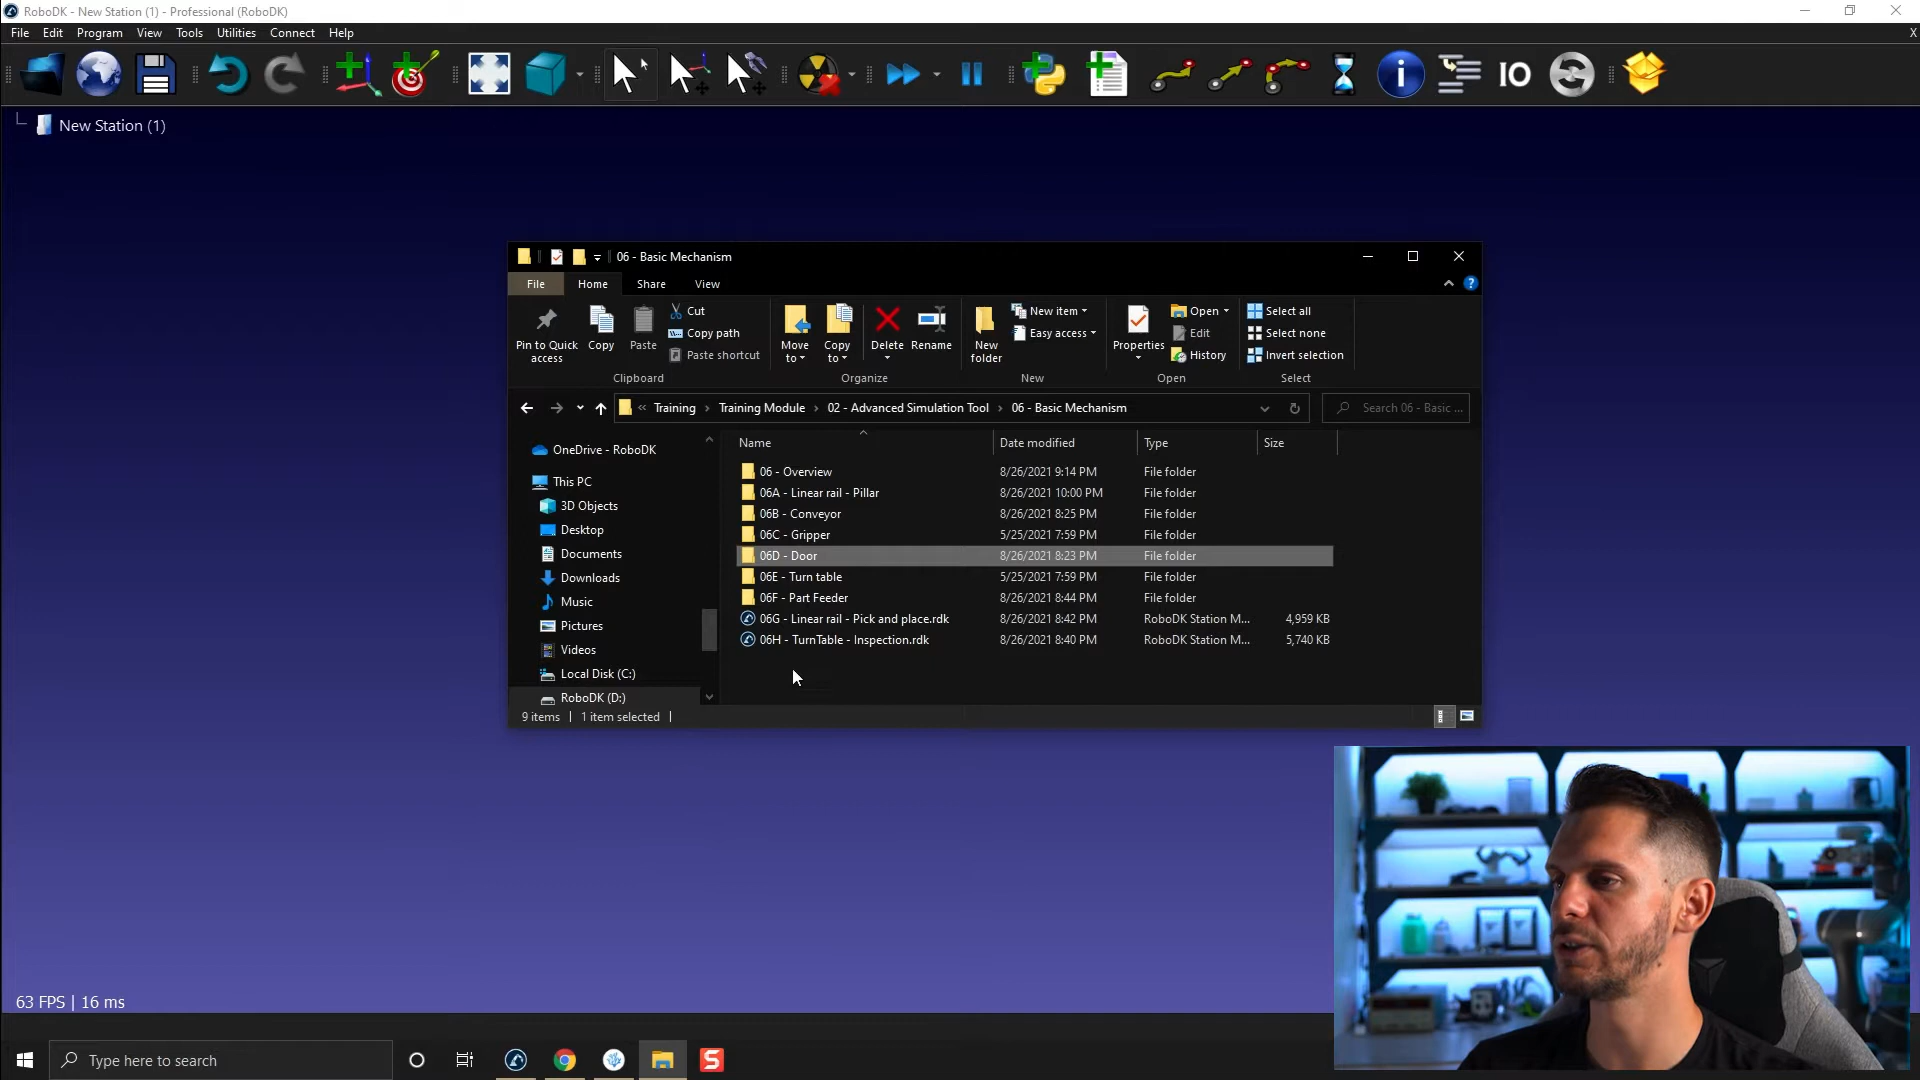 RoboDK - New Station (1) - Professional (RoboDK)
File Edit Program View Tools Utilities Connect Help X
IO
New Station (1)
06 - Basic Mechanism
File Home Share View
Pin to Quick access
Copy
Paste
Cut
Copy path
Paste shortcut
Clipboard
Move to
Copy to
Delete
Rename
Organize
New folder
New item
Easy access
New
Properties
Open
Edit
History
Open
Select all
Select none
Invert selection
Select
« Training > Training Module > 02 - Advanced Simulation Tool > 06 - Basic Mechanism
Search 06 - Basic ...
Name Date modified Type Size
OneDrive - RoboDK
This PC
3D Objects
Desktop
Documents
Downloads
Music
Pictures
Videos
Local Disk (C:)
RoboDK (D:)
06 - Overview 8/26/2021 9:14 PM File folder
06A - Linear rail - Pillar 8/26/2021 10:00 PM File folder
06B - Conveyor 8/26/2021 8:25 PM File folder
06C - Gripper 5/25/2021 7:59 PM File folder
06D - Door 8/26/2021 8:23 PM File folder
06E - Turn table 5/25/2021 7:59 PM File folder
06F - Part Feeder 8/26/2021 8:44 PM File folder
06G - Linear rail - Pick and place.rdk 8/26/2021 8:42 PM RoboDK Station M... 4,959 KB
06H - TurnTable - Inspection.rdk 8/26/2021 8:40 PM RoboDK Station M... 5,740 KB
9 items | 1 item selected |
63 FPS | 16 ms
Type here to search